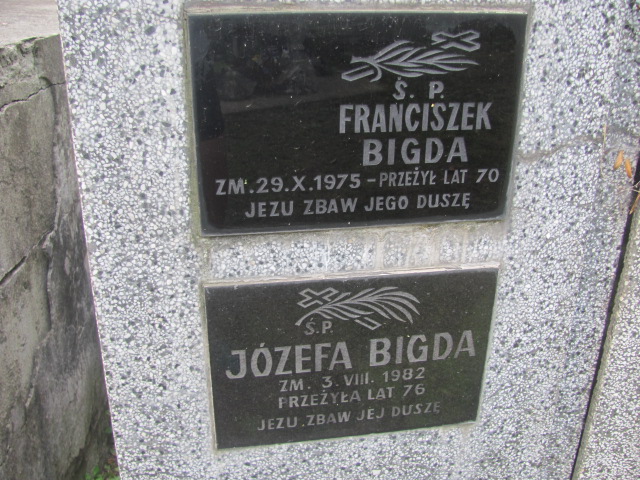 Ś. P.
FRANCISZEK
BIGDA
ZM. 29.X.1975 – PRZEŻYŁ LAT 70
JEZU ZBAW JEGO DUSZĘ
Ś.P.
JÓZEFA BIGDA
ZM. 3. VIII. 1982
PRZEŻYŁA LAT 76
JEZU ZBAW JEJ DUSZĘ